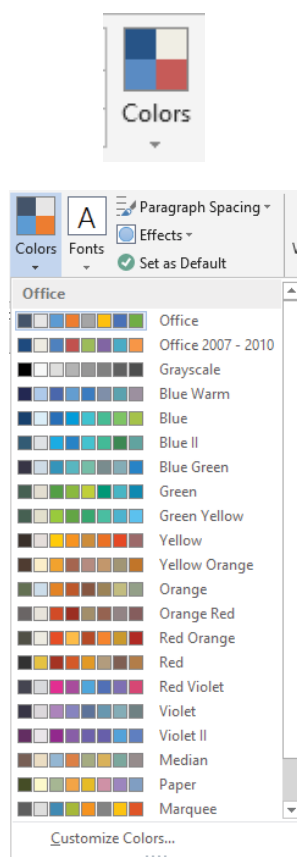 Colors
Paragraph Spacing
A
Effects
Colors
Fonts
Set as Default
Office
Office
Office 2007 - 2010
Grayscale
Blue Warm
Blue
Blue II
Blue Green
Green
Green Yellow
Yellow
Yellow Orange
Orange
Orange Red
Red Orange
Red
Red Violet
Violet
Violet II
Median
Paper
Marquee
Customize Colors...